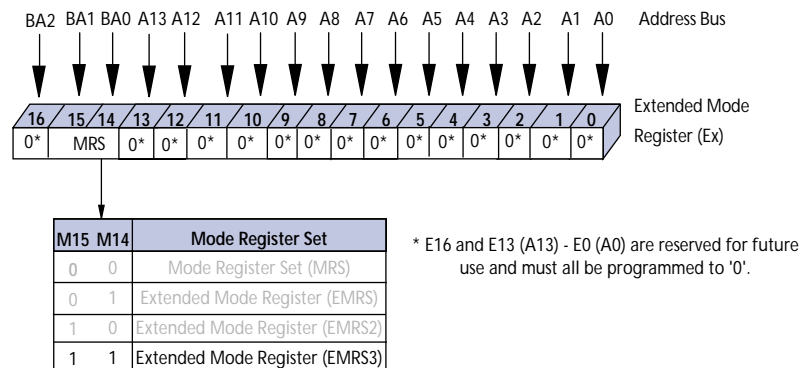 BA2 BA1 BA0 A13 A12 A11 A10 A9 A8 A7 A6 A5 A4 A3 A2 A1 A0 Address Bus
16 15 14 13 12 11 10 9 8 7 6 5 4 3 2 1 0
0* MRS 0* 0* 0* 0* 0* 0* 0* 0* 0* 0* 0* 0* 0* 0*
Extended Mode
Register (Ex)
M15 M14 Mode Register Set
0 0 Mode Register Set (MRS)
0 1 Extended Mode Register (EMRS)
1 0 Extended Mode Register (EMRS2)
1 1 Extended Mode Register (EMRS3)
* E16 and E13 (A13) - E0 (A0) are reserved for future
use and must all be programmed to '0'.